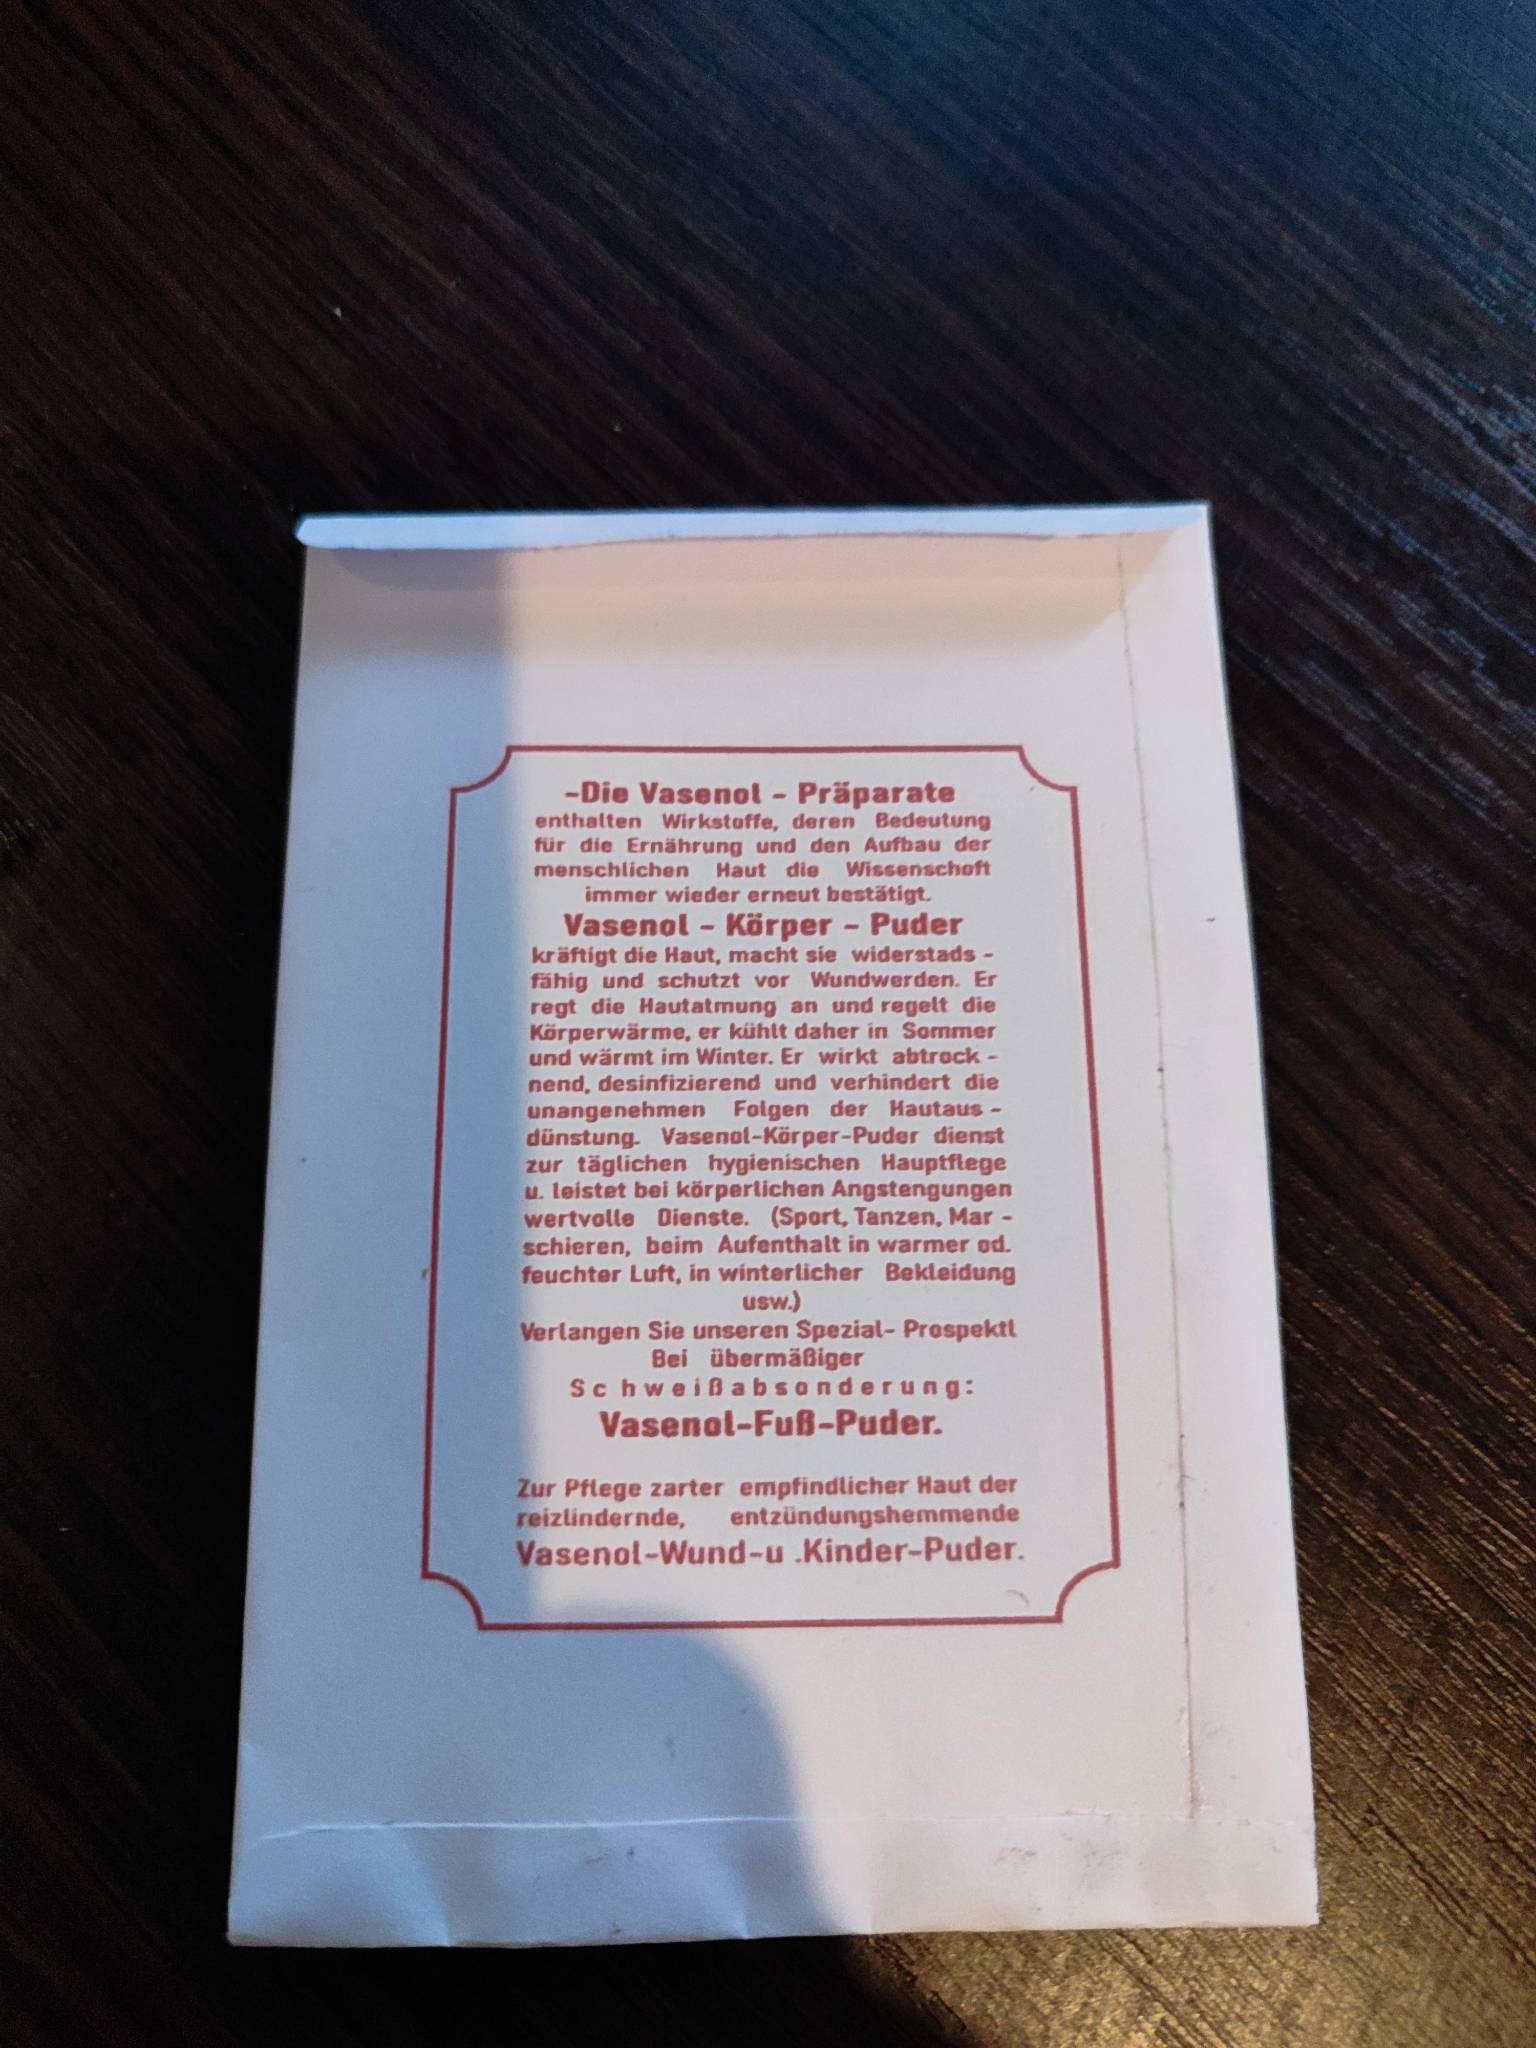 -Die Vasenol - Präparate
enthalten Wirkstoffe, deren Bedeutung
für die Ernährung und den Aufbau der
menschlichen Haut die Wissenschoft
immer wieder erneut bestätigt.
Vasenol - Körper - Puder
kräftigt die Haut, macht sie widerstads -
fähig und schutzt vor Wundwerden. Er
regt die Hautatmung an und regelt die
Körperwärme, er kühlt daher in Sommer
und wärmt im Winter. Er wirkt abtrock -
nend, desinfizierend und verhindert die
unangenehmen Folgen der Hautaus -
dünstung. Vasenol-Körper-Puder dienst
zur täglichen hygienischen Hauptflege
u. leistet bei körperlichen Angstengungen
wertvolle Dienste. (Sport, Tanzen, Mar -
schieren, beim Aufenthalt in warmer od.
feuchter Luft, in winterlicher Bekleidung
usw.)
Verlangen Sie unseren Spezial- Prospektl
Bei übermäßiger
Schweißabsonderung:
Vasenol-Fuß-Puder.
Zur Pflege zarter empfindlicher Haut der
reizlindernde, entzündungshemmende
Vasenol-Wund-u .Kinder-Puder.